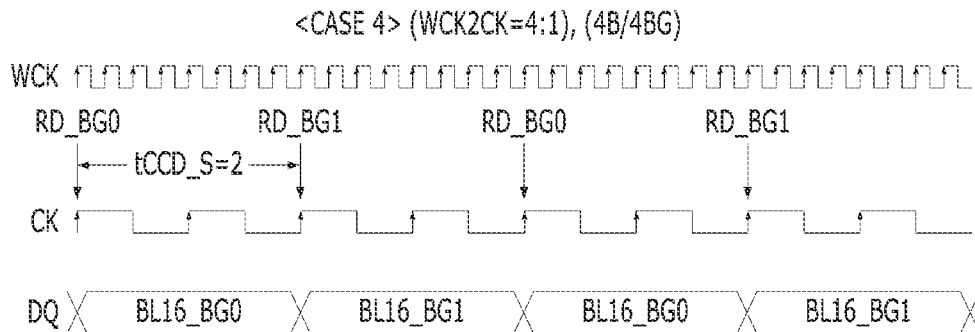 <CASE 4> (WCK2CK=4:1), (4B/4BG)
WCK
RD_BG0 RD_BG1 RD_BG0 RD_BG1
tCCD_S=2
CK
DQ BL16_BG0 BL16_BG1 BL16_BG0 BL16_BG1